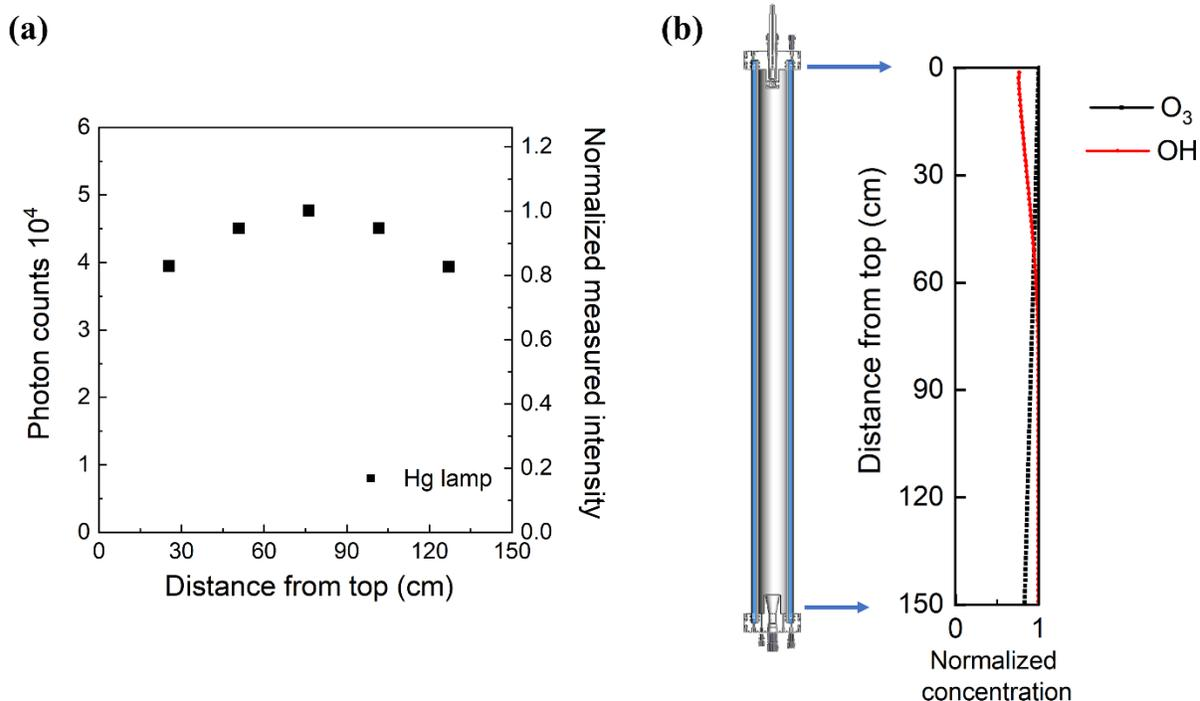 (a)
6
5
4
3
2
1
0
Photon counts 10⁴
0 30 60 90 120 150
Distance from top (cm)
1.2
1.0
0.8
0.6
0.4
0.2
0.0
Normalized measured intensity
Hg lamp
(b)
0
30
60
90
120
150
Distance from top (cm)
0 1
Normalized
concentration
O₃
OH